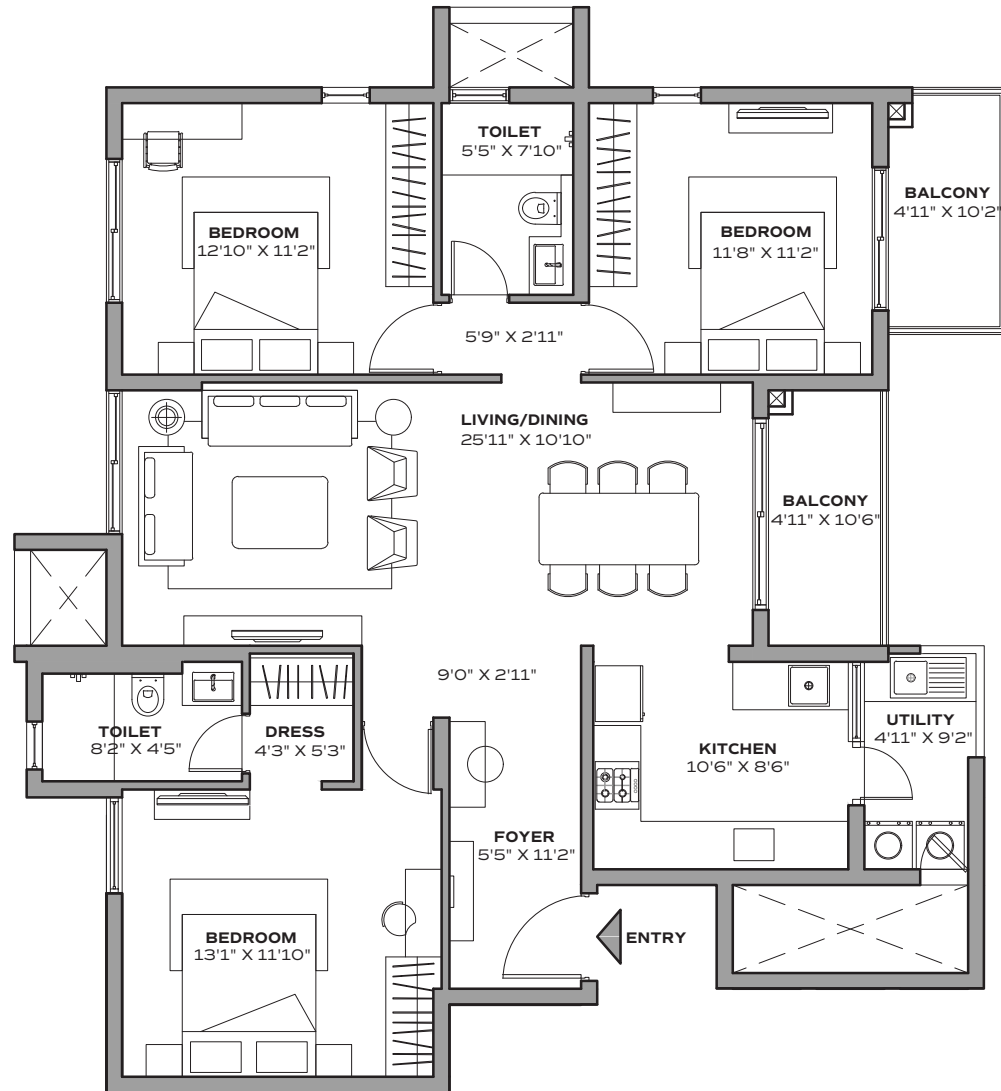 TOILET
5'5" X 7'10"
BEDROOM
12'10" X 11'2"
BEDROOM
11'8" X 11'2"
BALCONY
4'11" X 10'2"
5'9" X 2'11"
LIVING/DINING
25'11" X 10'10"
BALCONY
4'11" X 10'6"
9'0" X 2'11"
TOILET
8'2" X 4'5"
DRESS
4'3" X 5'3"
KITCHEN
10'6" X 8'6"
UTILITY
4'11" X 9'2"
FOYER
5'5" X 11'2"
BEDROOM
13'1" X 11'10"
ENTRY